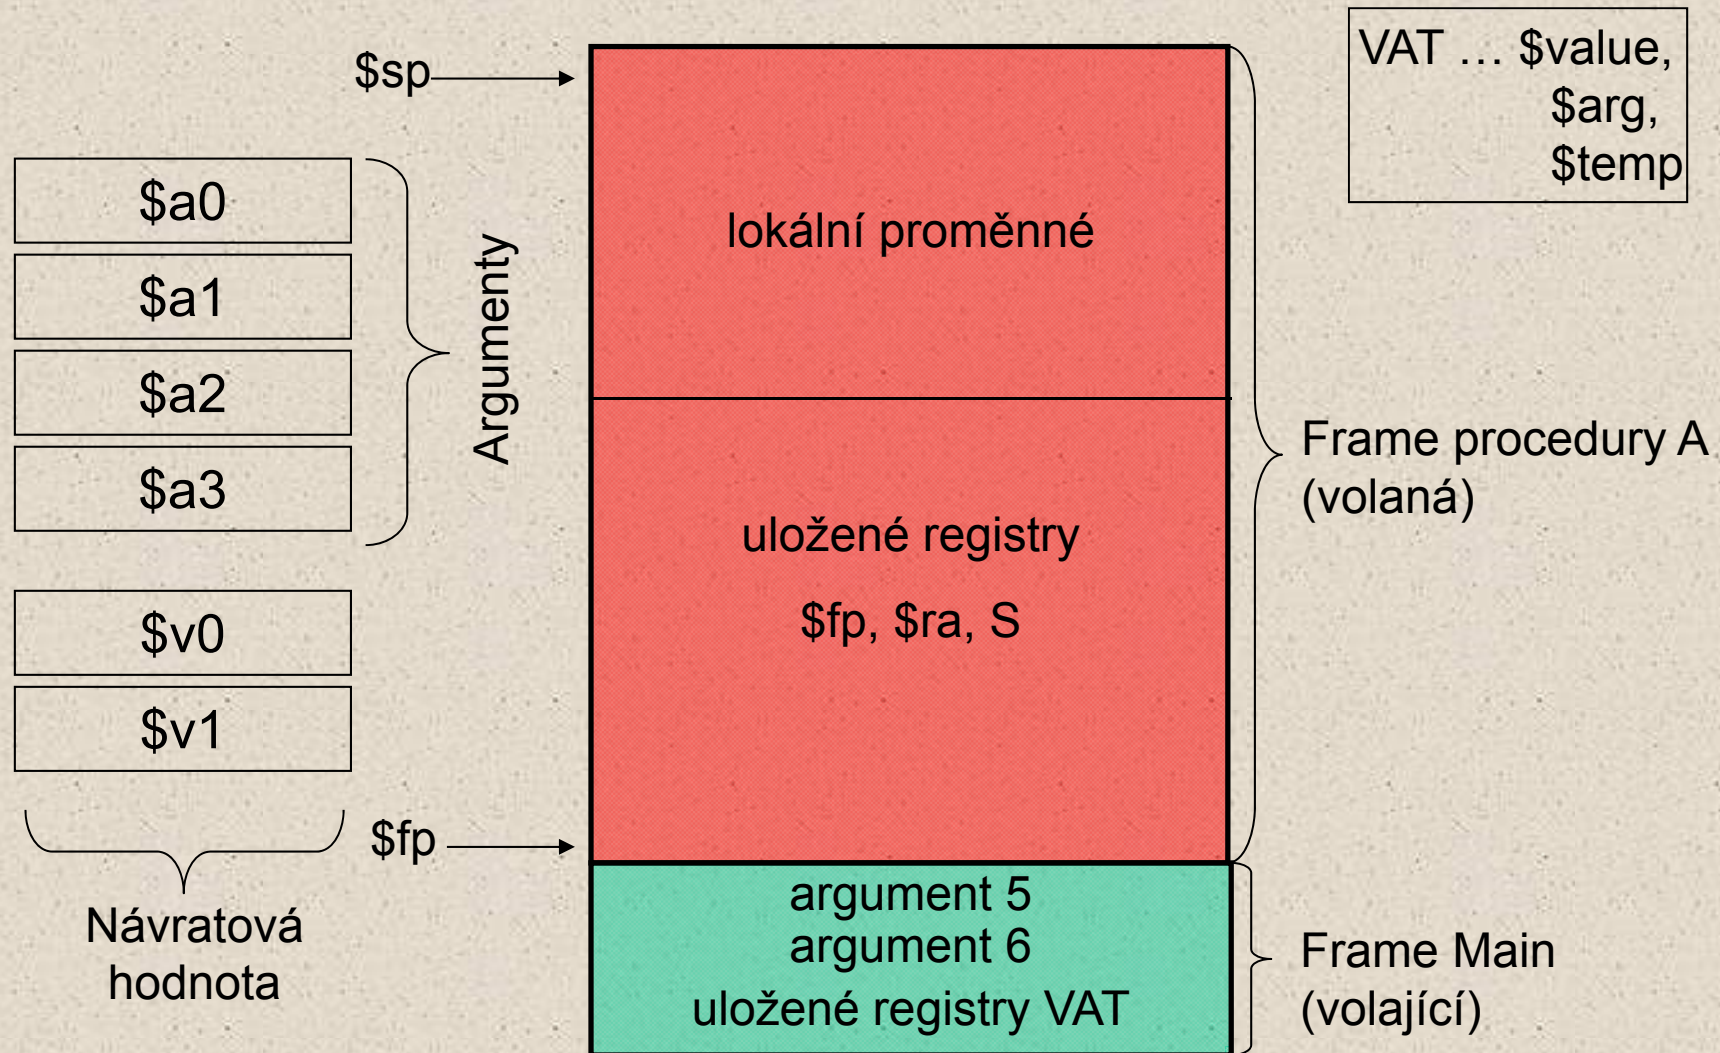 $sp
VAT … $value,
$arg,
$temp
$a0
$a1
$a2
$a3
Argumenty
$v0
$v1
Návratová
hodnota
$fp
lokální proměnné
uložené registry
$fp, $ra, S
argument 5
argument 6
uložené registry VAT
Frame procedury A
(volaná)
Frame Main
(volající)